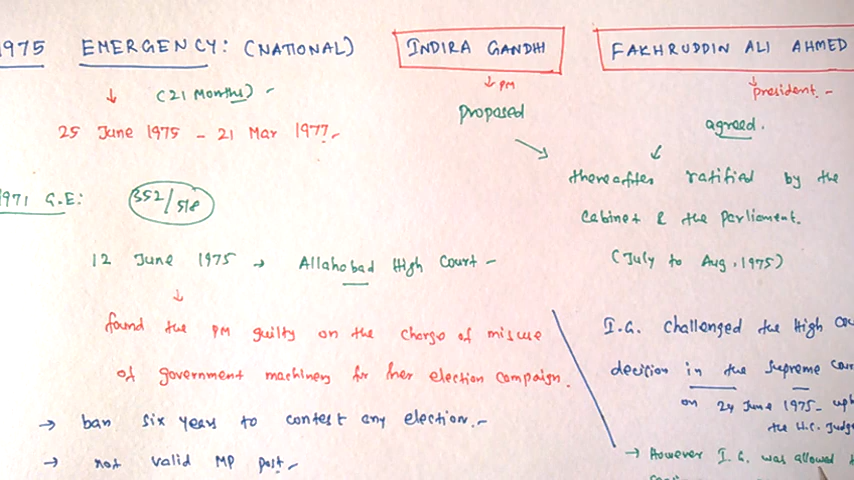 1975 EMERGENCY: (NATIONAL)
(21 Months) -
25 June 1975 - 21 Mar 1977.-
INDIRA GANDHI
↓ PM
Proposed
FAKHRUDDIN ALI AHMED
president. -
agreed.
thereafter ratified by the
Cabinet & the Parliament.
(July to Aug, 1975)
1971 G.E: 352/518
12 June 1975 → Allahabad High Court -
found the PM guilty on the charge of misuse
of government machinery for her election campaign.
→ ban six years to contest any election.-
→ not valid MP post -
I.G. challenged the High Cou
decision in the Supreme Cour
on 24 June 1975- uph
the H.C. Judge
→ However I.G. was allowed